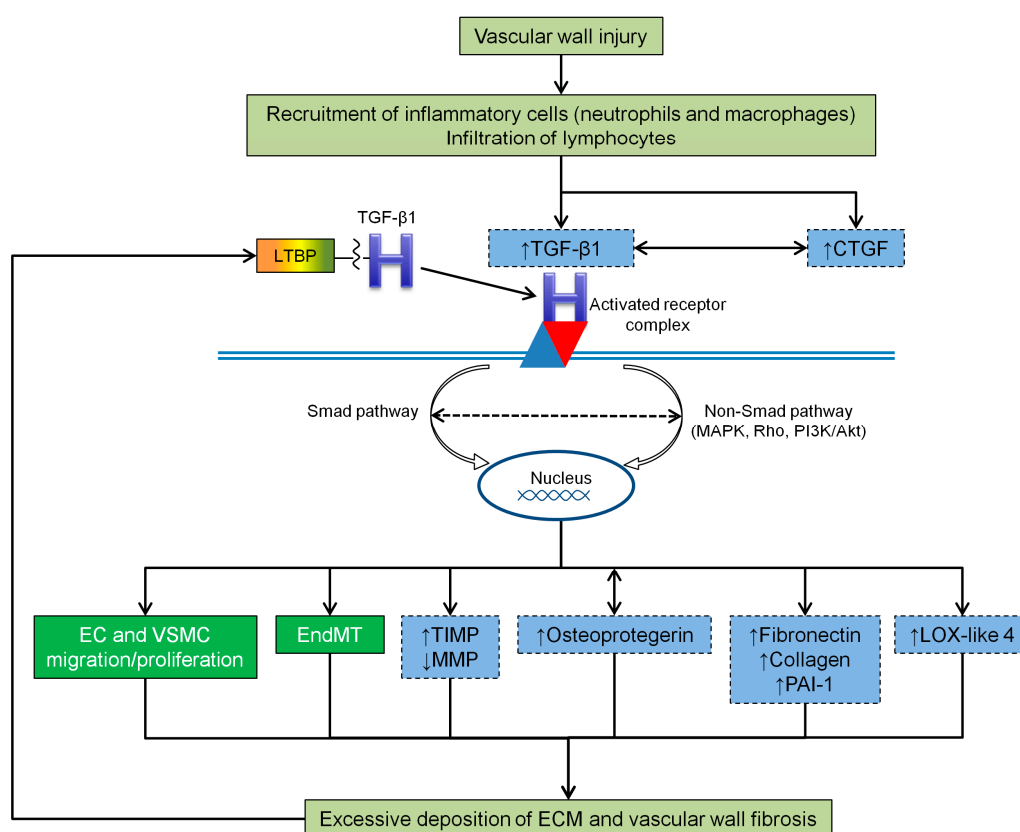 Vascular wall injury
Recruitment of inflammatory cells (neutrophils and macrophages)
Infiltration of lymphocytes
TGF-β1
LTBP
↑TGF-β1
↑CTGF
Activated receptor
complex
Smad pathway
Non-Smad pathway
(MAPK, Rho, PI3K/Akt)
Nucleus
EC and VSMC
migration/proliferation
EndMT
↑TIMP
↓MMP
↑Osteoprotegerin
↑Fibronectin
↑Collagen
↑PAI-1
↑LOX-like 4
Excessive deposition of ECM and vascular wall fibrosis